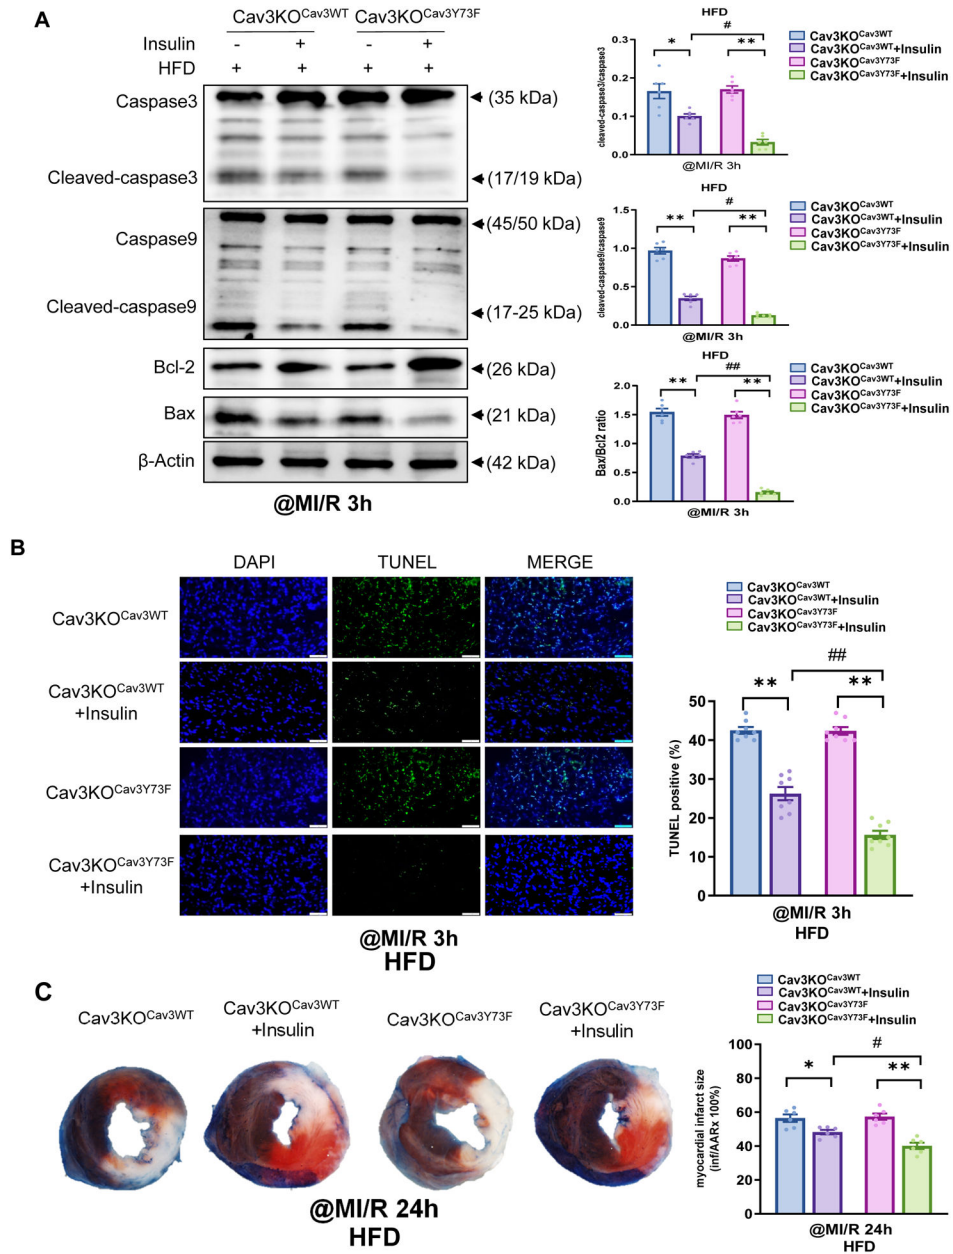 A
Cav3KO^Cav3WT Cav3KO^Cav3Y73F
Insulin - + - +
HFD + + + +
Caspase3 (35 kDa)
Cleaved-caspase3 (17/19 kDa)
Caspase9 (45/50 kDa)
Cleaved-caspase9 (17-25 kDa)
Bcl-2 (26 kDa)
Bax (21 kDa)
β-Actin (42 kDa)
@MI/R 3h
HFD
cleaved-caspase3/caspase3
0.3
0.2
0.1
0.0
* ** #
@MI/R 3h
Cav3KO^Cav3WT
Cav3KO^Cav3WT+Insulin
Cav3KO^Cav3Y73F
Cav3KO^Cav3Y73F+Insulin
HFD
cleaved-caspase9/caspase9
1.5
1.0
0.5
0.0
** ** #
@MI/R 3h
Cav3KO^Cav3WT
Cav3KO^Cav3WT+Insulin
Cav3KO^Cav3Y73F
Cav3KO^Cav3Y73F+Insulin
HFD
Bax/Bcl2 ratio
2.0
1.5
1.0
0.5
0.0
** ** ##
@MI/R 3h
Cav3KO^Cav3WT
Cav3KO^Cav3WT+Insulin
Cav3KO^Cav3Y73F
Cav3KO^Cav3Y73F+Insulin
B
DAPI TUNEL MERGE
Cav3KO^Cav3WT
Cav3KO^Cav3WT
+Insulin
Cav3KO^Cav3Y73F
Cav3KO^Cav3Y73F
+Insulin
@MI/R 3h
HFD
Cav3KO^Cav3WT
Cav3KO^Cav3WT+Insulin
Cav3KO^Cav3Y73F
Cav3KO^Cav3Y73F+Insulin
TUNEL positive (%)
50
40
30
20
10
0
** ** ##
@MI/R 3h
HFD
C
Cav3KO^Cav3WT
Cav3KO^Cav3WT
+Insulin
Cav3KO^Cav3Y73F
Cav3KO^Cav3Y73F
+Insulin
@MI/R 24h
HFD
Cav3KO^Cav3WT
Cav3KO^Cav3WT+Insulin
Cav3KO^Cav3Y73F
Cav3KO^Cav3Y73F+Insulin
myocardial infarct size
(inf/AARx 100%)
100
80
60
40
20
0
* ** #
@MI/R 24h
HFD